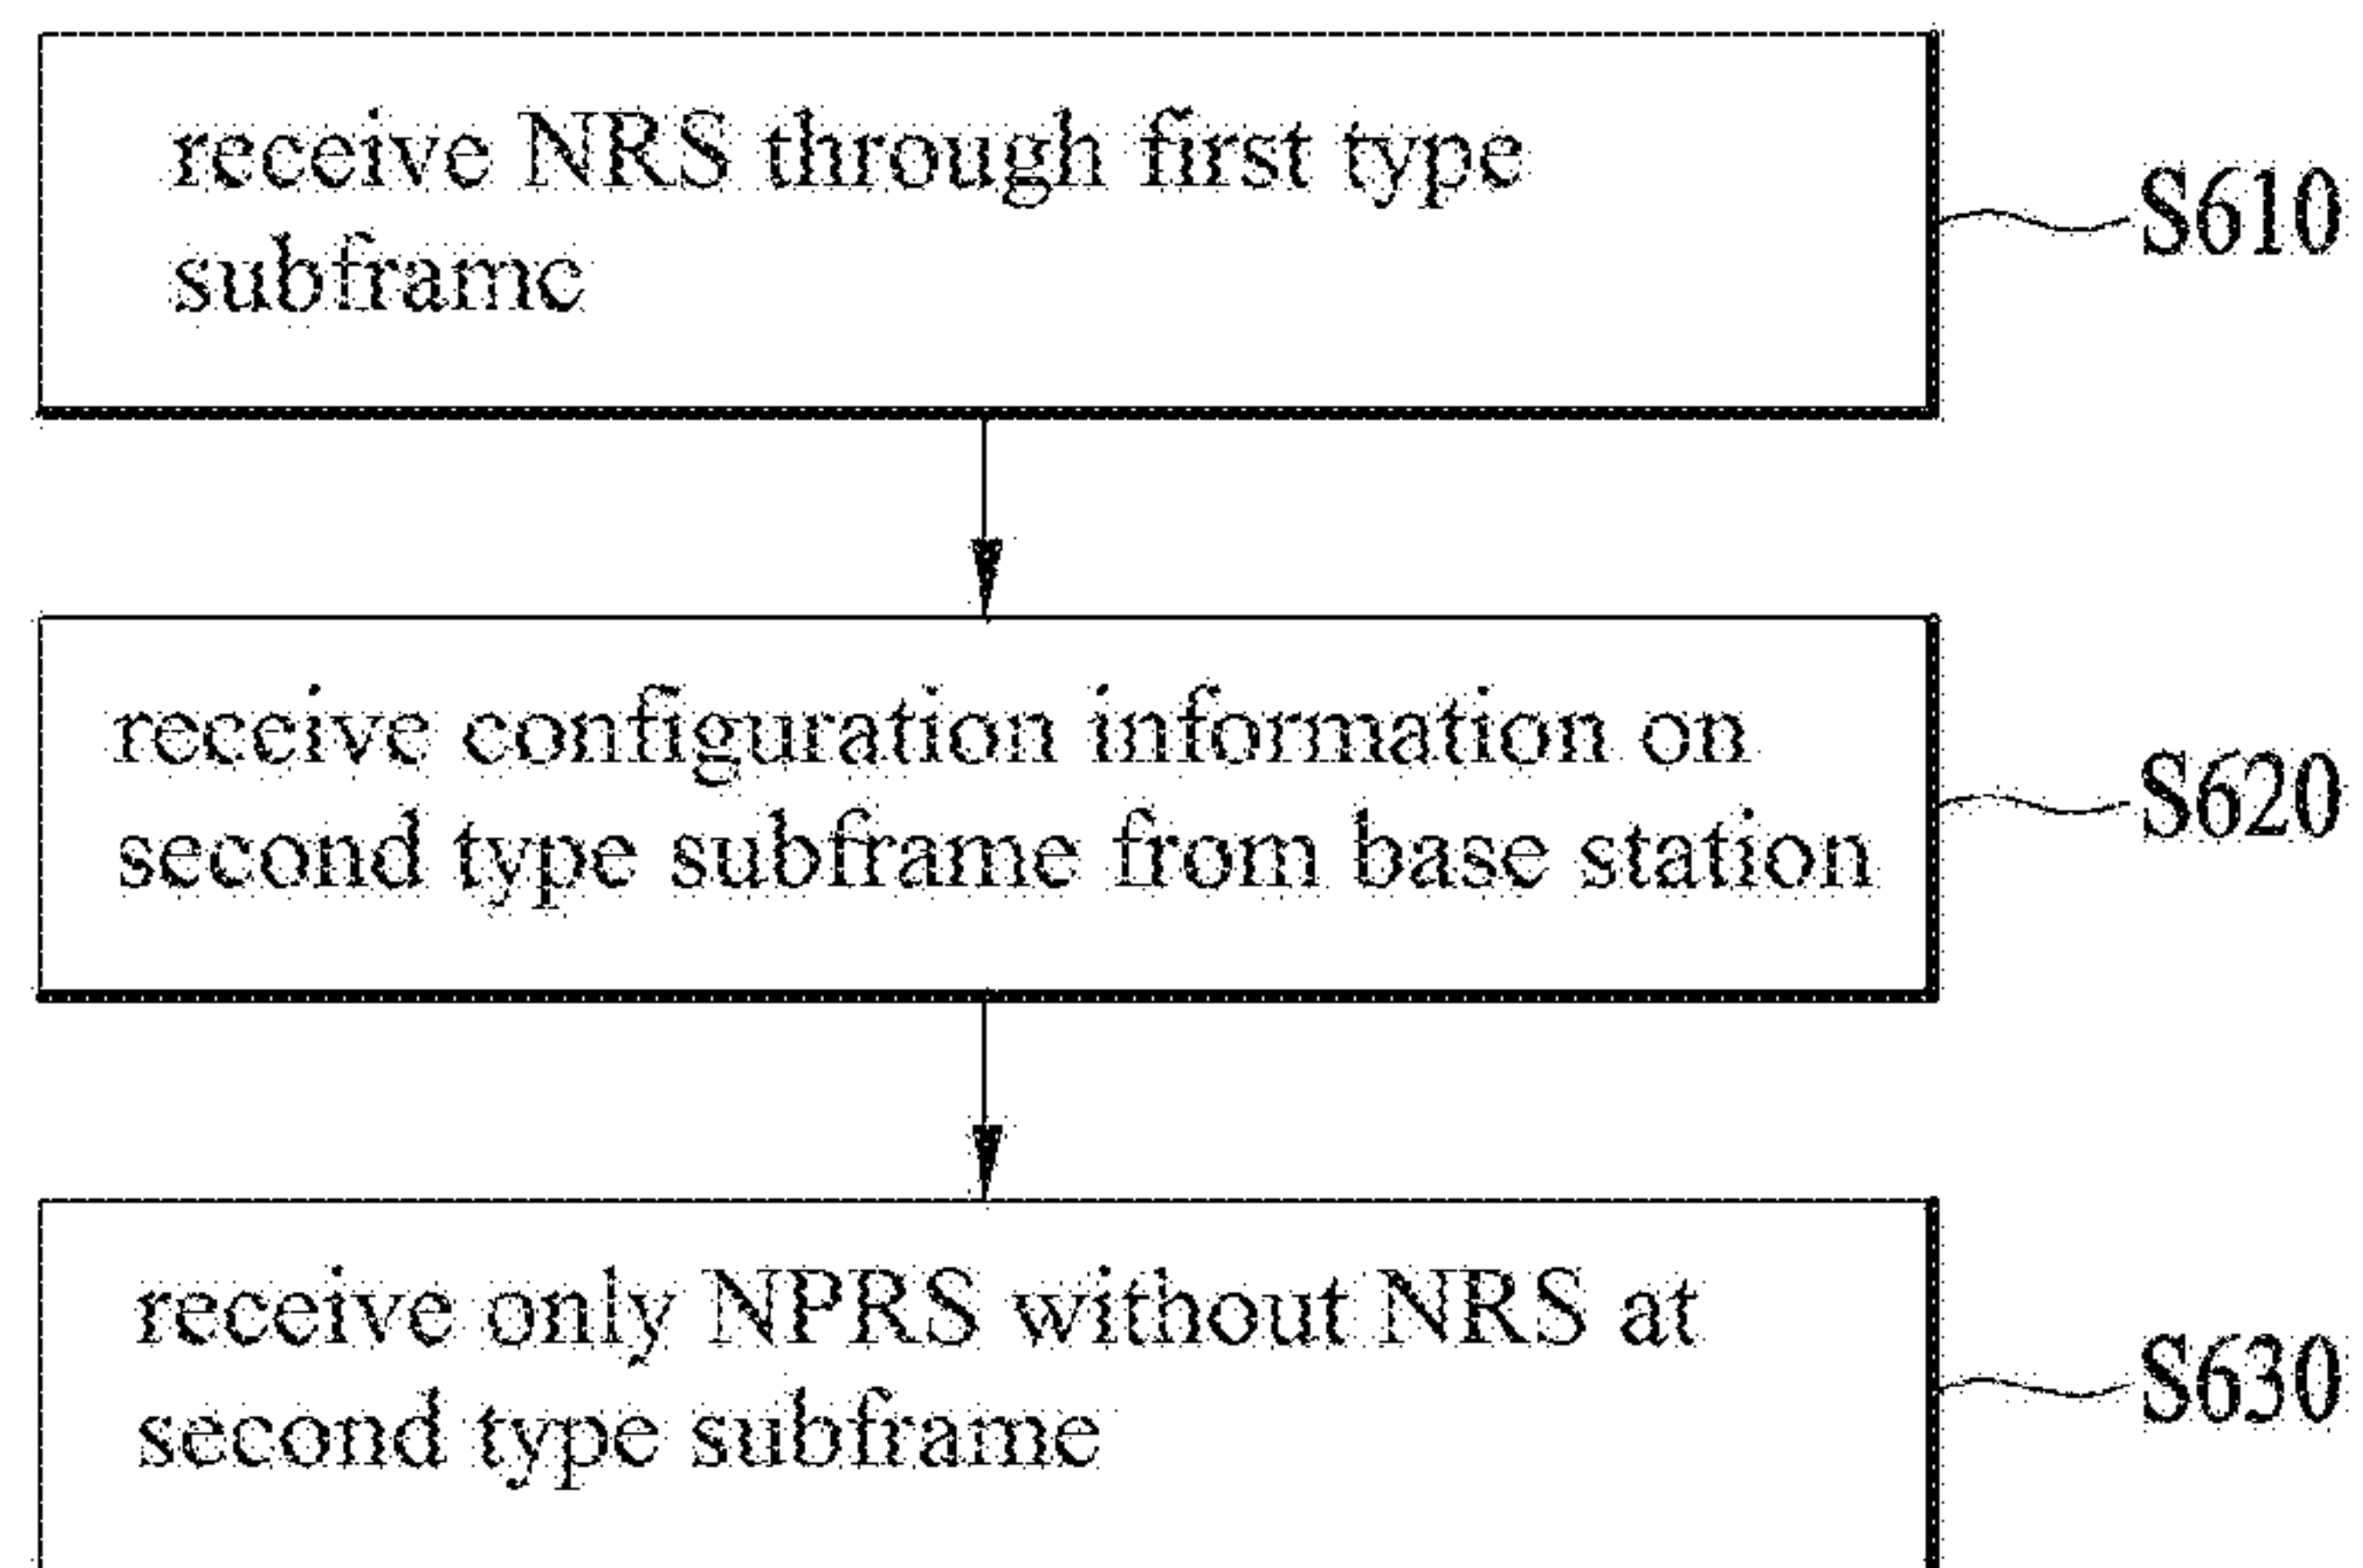 receive NRS through first type
subframe
S610
receive configuration information on
second type subframe from base station
S620
receive only NPRS without NRS at
second type subframe
S630